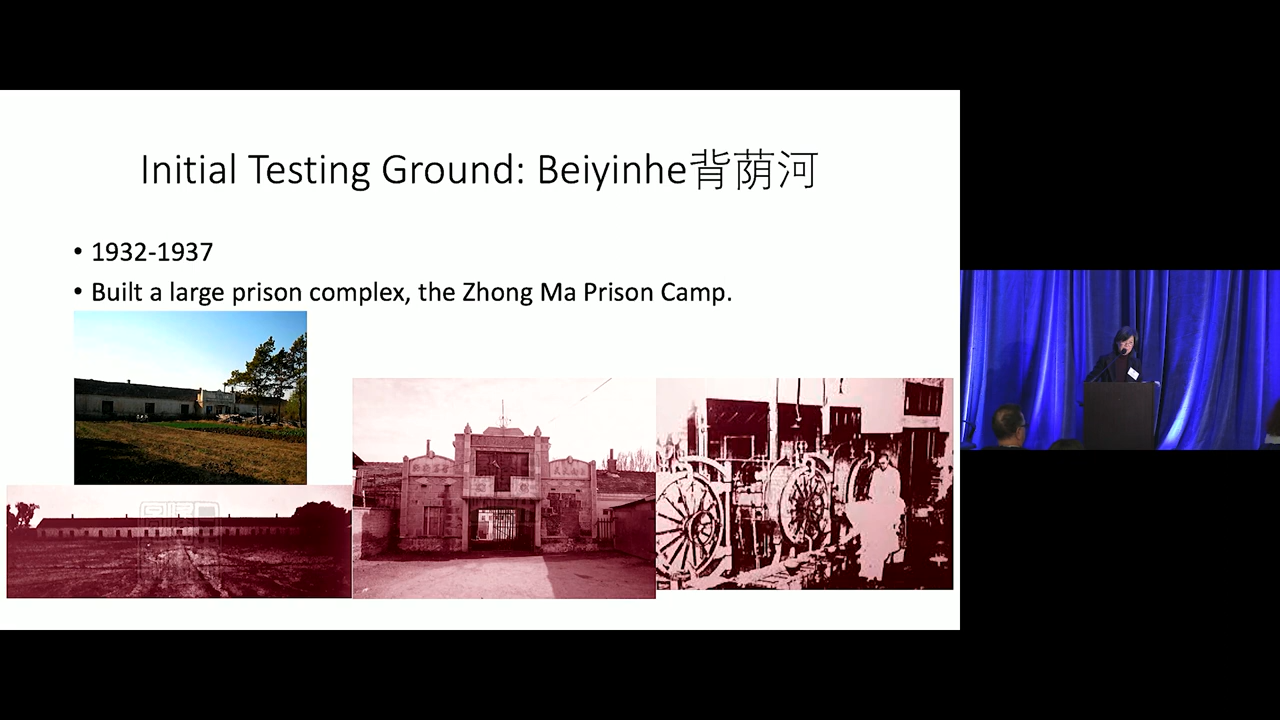 Initial Testing Ground: Beiyinhe背荫河
• 1932-1937
• Built a large prison complex, the Zhong Ma Prison Camp.